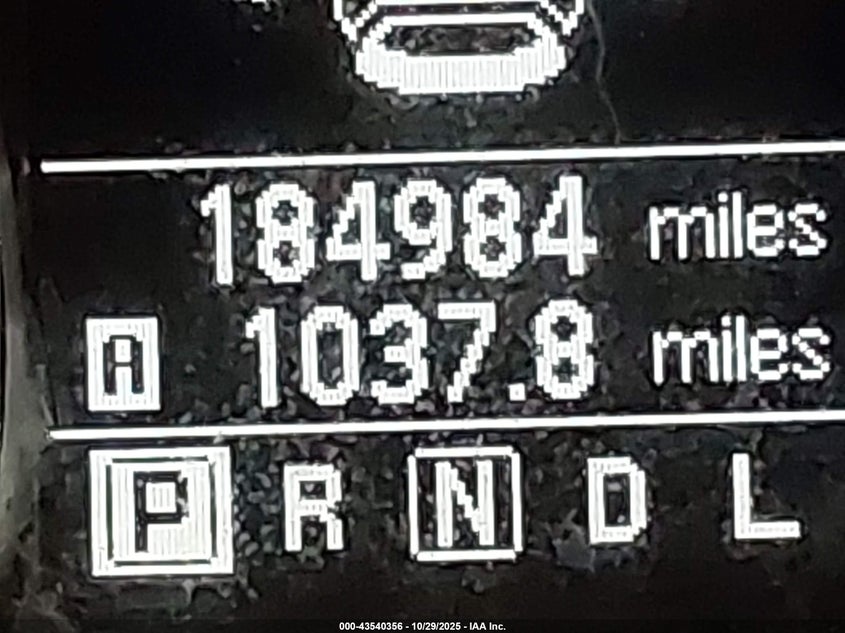 184984 miles
A 1037.8 miles
P R N D L
000-43540356 - 10/29/2025 - IAA Inc.